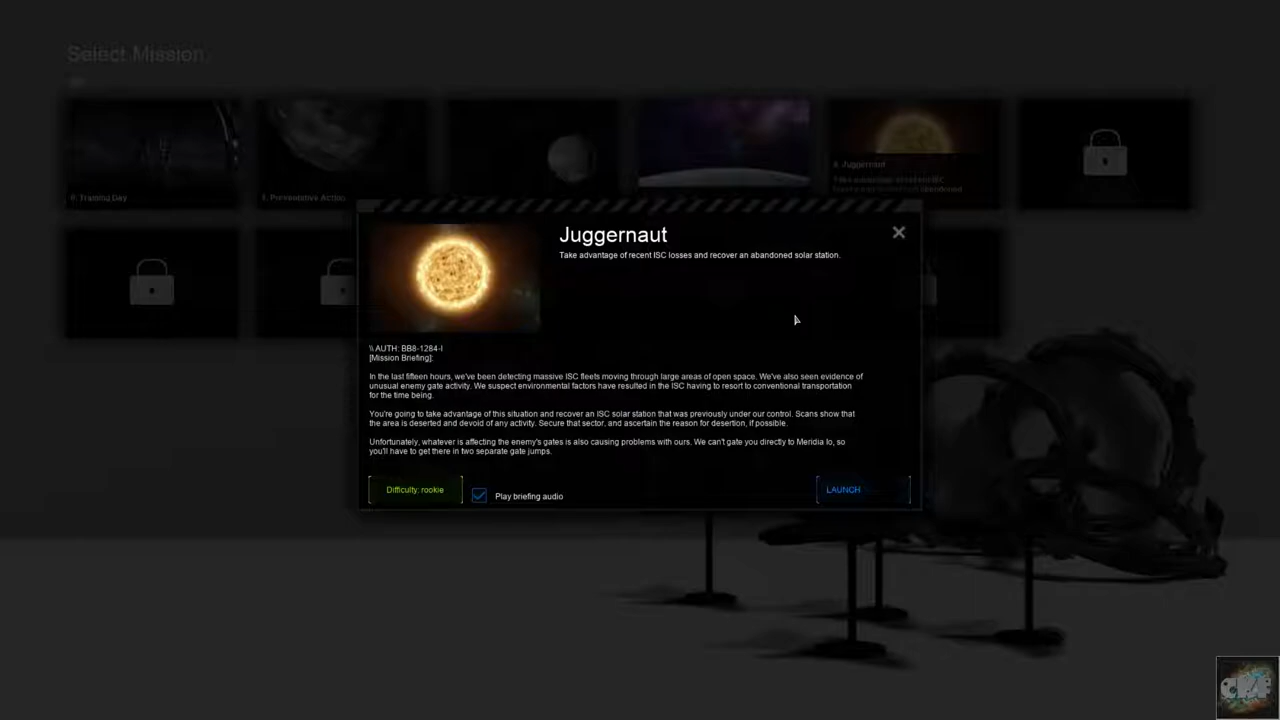 Select Mission
0. Training Day
1. Preventative Action
Juggernaut
Juggernaut
Take advantage of recent ISC losses and recover an abandoned solar station.
\\ AUTH: BB8-1284-I
[Mission Briefing]:
In the last fifteen hours, we've been detecting massive ISC fleets moving through large areas of open space. We've also seen evidence of
unusual enemy gate activity. We suspect environmental factors have resulted in the ISC having to resort to conventional transportation
for the time being.
You're going to take advantage of this situation and recover an ISC solar station that was previously under our control. Scans show that
the area is deserted and devoid of any activity. Secure that sector, and ascertain the reason for desertion, if possible.
Unfortunately, whatever is affecting the enemy's gates is also causing problems with ours. We can't gate you directly to Meridia Io, so
you'll have to get there in two separate gate jumps.
Difficulty: rookie
Play briefing audio
LAUNCH